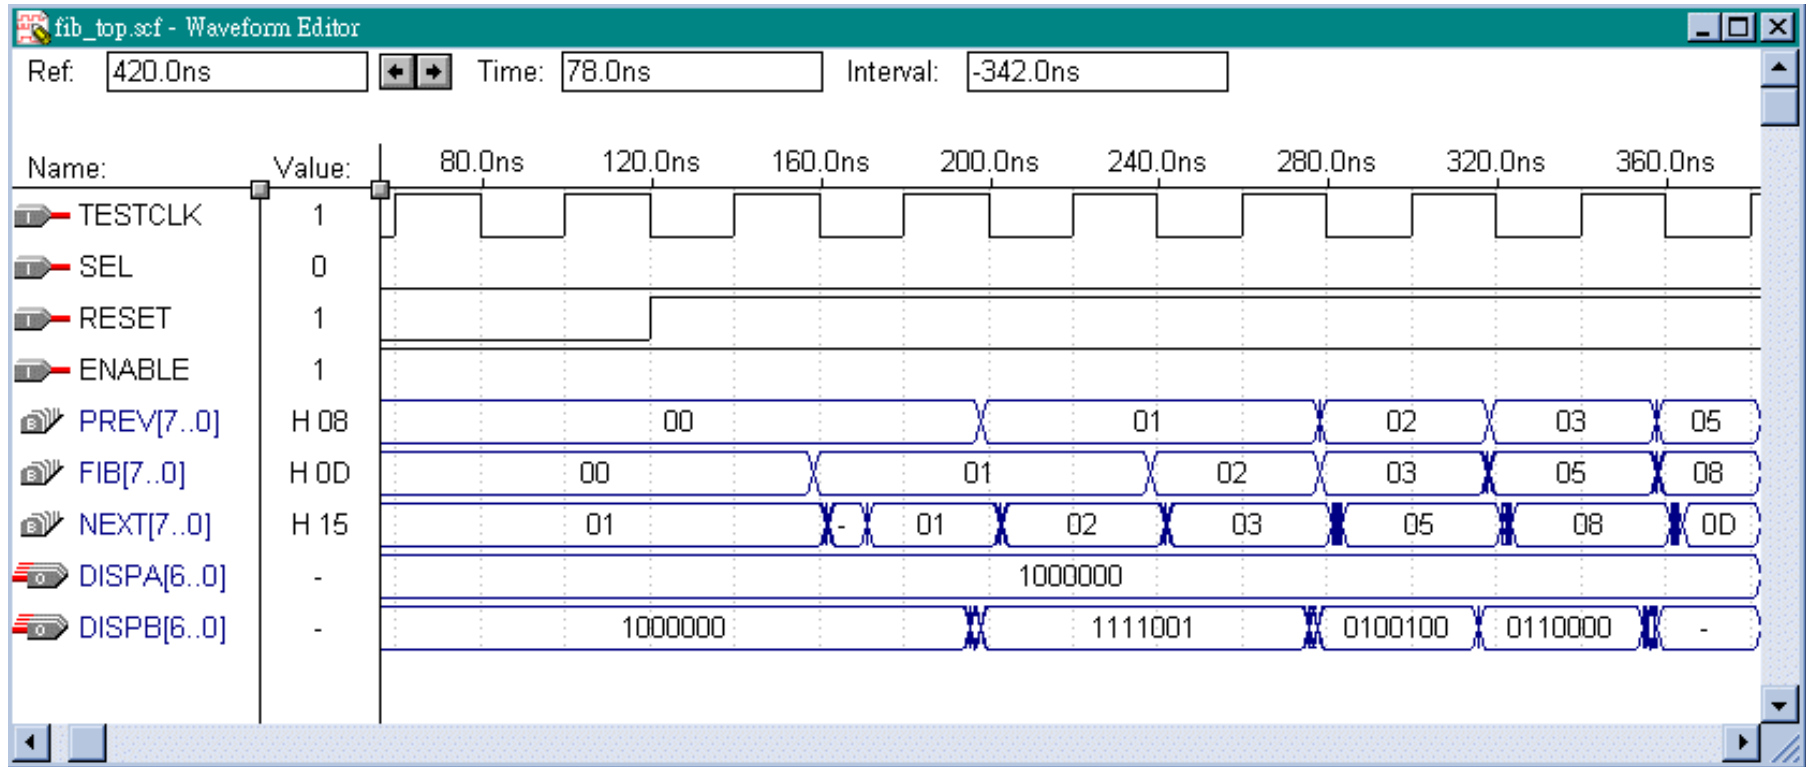 fib_top.scf - Waveform Editor
Ref: 420.0ns Time: 78.0ns Interval: -342.0ns
Name: Value: 80.0ns 120.0ns 160.0ns 200.0ns 240.0ns 280.0ns 320.0ns 360.0ns
TESTCLK 1
SEL 0
RESET 1
ENABLE 1
PREV[7..0] H 08 00 01 02 03 05
FIB[7..0] H 0D 00 01 02 03 05 08
NEXT[7..0] H 15 01 - 01 02 03 05 08 0D
DISPA[6..0] - 1000000
DISPB[6..0] - 1000000 1111001 0100100 0110000 -